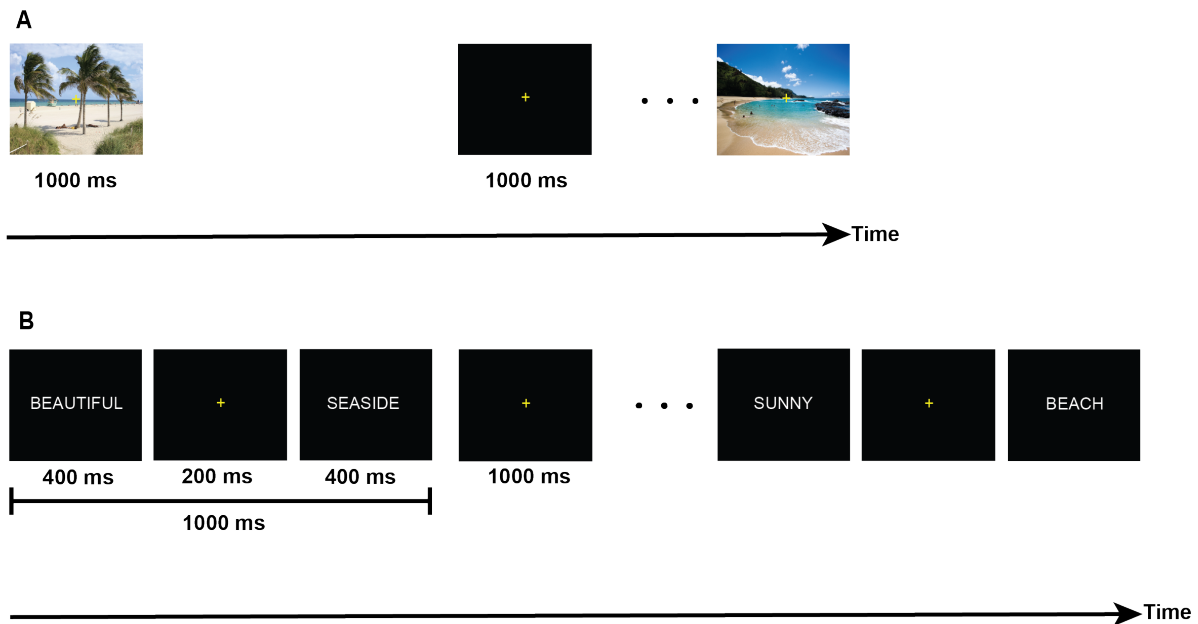 A
1000 ms
1000 ms
Time
B
BEAUTIFUL
SEASIDE
SUNNY
BEACH
400 ms
200 ms
400 ms
1000 ms
1000 ms
Time